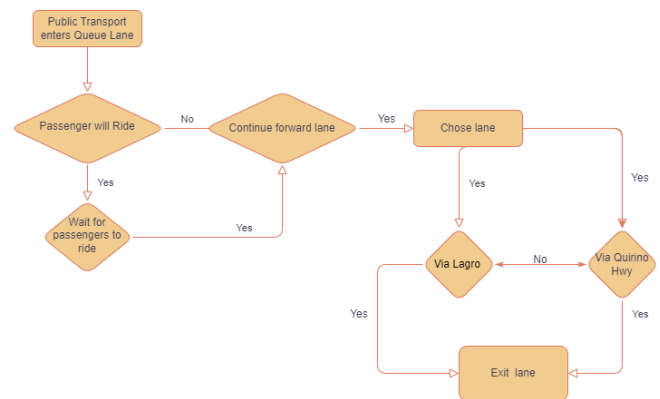 Public Transport
enters Queue Lane
Passenger will Ride
No
Continue forward lane
Yes
Chose lane
Yes
Wait for
passengers to
ride
Yes
Yes
Yes
Via Lagro
No
Via Quirino
Hwy
Yes
Yes
Exit lane